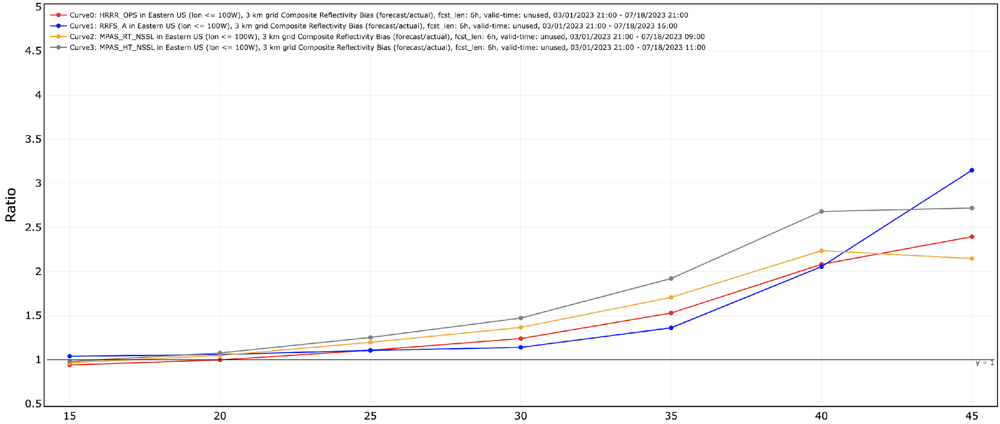 5
Curve0: HRRR_OPS in Eastern US (lon <= 100W), 3 km grid Composite Reflectivity Bias (forecast/actual), fcst_len: 6h, valid-time: unused, 03/01/2023 21:00 - 07/18/2023 21:00
Curve1: RRFS_A in Eastern US (lon <= 100W), 3 km grid Composite Reflectivity Bias (forecast/actual), fcst_len: 6h, valid-time: unused, 03/01/2023 21:00 - 07/18/2023 16:00
Curve2: MPAS_RT_NSSL in Eastern US (lon <= 100W), 3 km grid Composite Reflectivity Bias (forecast/actual), fcst_len: 6h, valid-time: unused, 03/01/2023 21:00 - 07/18/2023 09:00
Curve3: MPAS_HT_NSSL in Eastern US (lon <= 100W), 3 km grid Composite Reflectivity Bias (forecast/actual), fcst_len: 6h, valid-time: unused, 03/01/2023 21:00 - 07/18/2023 11:00
4.5
4
3.5
3
Ratio
2.5
2
1.5
1
y = 1
0.5
15 20 25 30 35 40 45